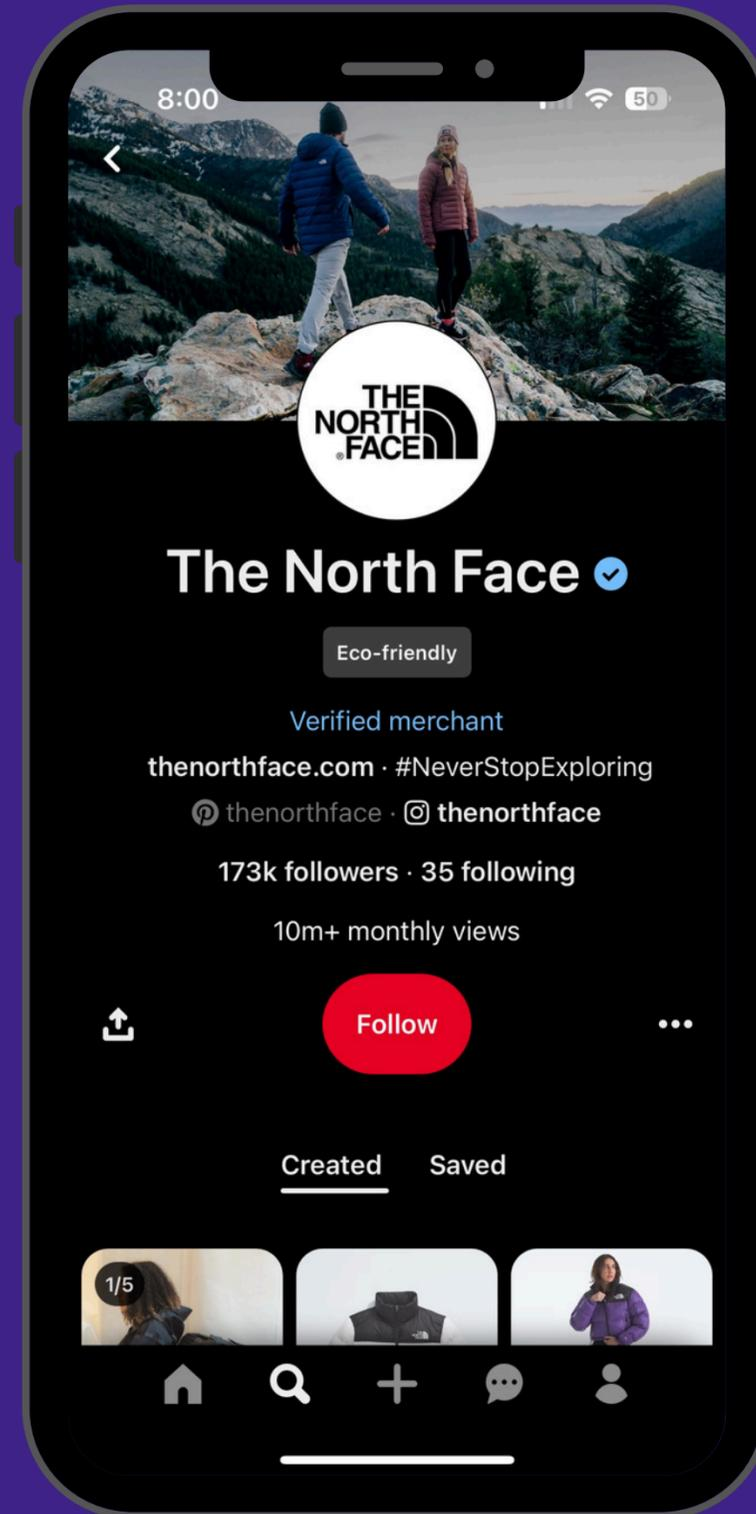 8:00
50
THE
NORTH
®FACE
The North Face
Eco-friendly
Verified merchant
thenorthface.com · #NeverStopExploring
thenorthface · thenorthface
173k followers · 35 following
10m+ monthly views
Follow
Created Saved
1/5